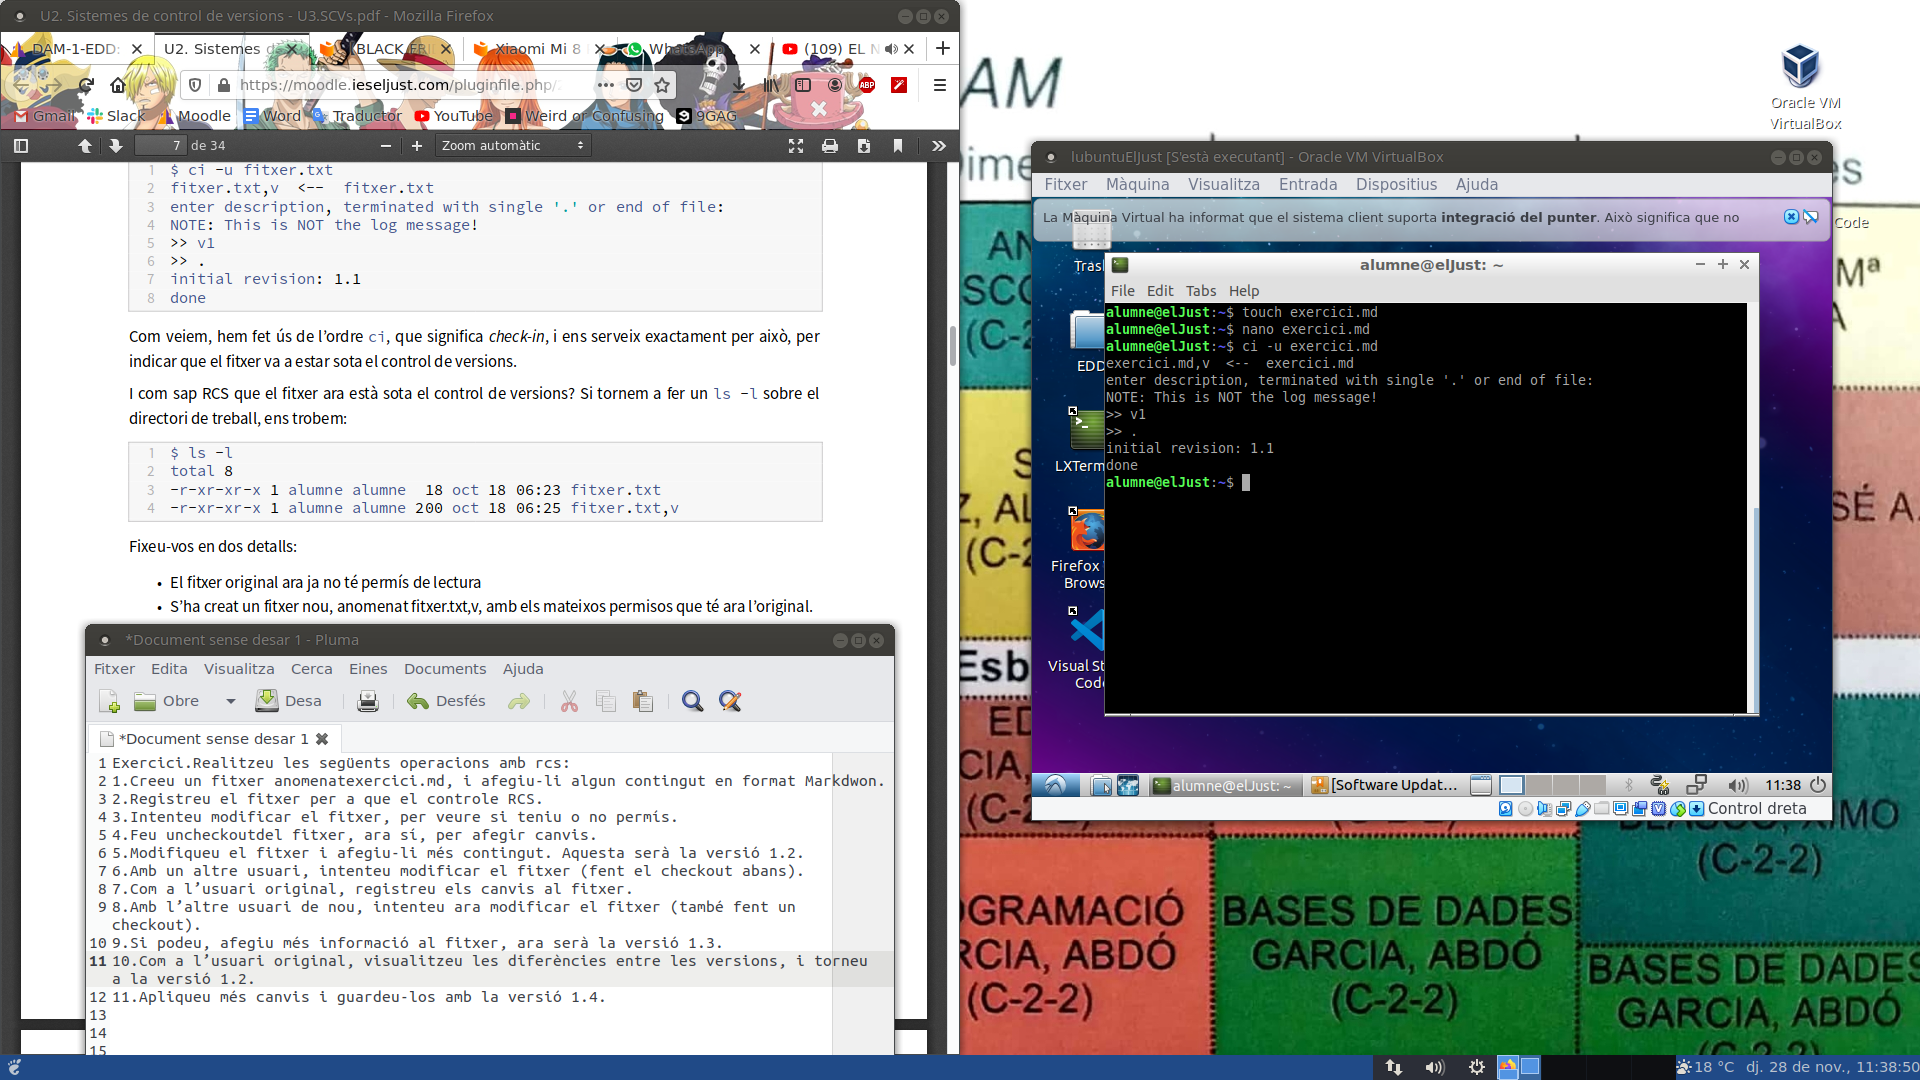 U2. Sistemes de control de versions - U3.SCVs.pdf - Mozilla Firefox
DAM-1-EDD:
U2. Sistemes d
WhatsApp
(109) EL N
https://moodle.ieseljust.com/pluginfile.php/
Gmail
Slack
Moodle
Word
Traductor
YouTube
Weird or Confusing
9GAG
7 de 34
Zoom automàtic
1 $ ci -u fitxer.txt
2 fitxer.txt,v <-- fitxer.txt
3 enter description, terminated with single '.' or end of file:
4 NOTE: This is NOT the log message!
5 >> v1
6 >> .
7 initial revision: 1.1
8 done
Com veiem, hem fet ús de l’ordre ci, que significa check-in, i ens serveix exactament per això, per
indicar que el fitxer va a estar sota el control de versions.
I com sap RCS que el fitxer ara està sota el control de versions? Si tornem a fer un ls -l sobre el
directori de treball, ens trobem:
1 $ ls -l
2 total 8
3 -r-xr-xr-x 1 alumne alumne 18 oct 18 06:23 fitxer.txt
4 -r-xr-xr-x 1 alumne alumne 200 oct 18 06:25 fitxer.txt,v
Fixeu-vos en dos detalls:
• El fitxer original ara ja no té permís de lectura
• S’ha creat un fitxer nou, anomenat fitxer.txt,v, amb els mateixos permisos que té ara l’original.
*Document sense desar 1 - Pluma
Fitxer Edita Visualitza Cerca Eines Documents Ajuda
Obre Desa Desfés
*Document sense desar 1
1 Exercici.Realitzeu les següents operacions amb rcs:
2 1.Creeu un fitxer anomenatexercici.md, i afegiu-li algun contingut en format Markdwon.
3 2.Registreu el fitxer per a que el controle RCS.
4 3.Intenteu modificar el fitxer, per veure si teniu o no permís.
5 4.Feu uncheckoutdel fitxer, ara sí, per afegir canvis.
6 5.Modifiqueu el fitxer i afegiu-li més contingut. Aquesta serà la versió 1.2.
7 6.Amb un altre usuari, intenteu modificar el fitxer (fent el checkout abans).
8 7.Com a l’usuari original, registreu els canvis al fitxer.
9 8.Amb l’altre usuari de nou, intenteu ara modificar el fitxer (també fent un
checkout).
10 9.Si podeu, afegiu més informació al fitxer, ara serà la versió 1.3.
11 10.Com a l’usuari original, visualitzeu les diferències entre les versions, i torneu
a la versió 1.2.
12 11.Apliqueu més canvis i guardeu-los amb la versió 1.4.
13
14
15
AM
Oracle VM
VirtualBox
Code
lubuntuElJust [S'està executant] - Oracle VM VirtualBox
Fitxer Màquina Visualitza Entrada Dispositius Ajuda
La Màquina Virtual ha informat que el sistema client suporta integració del punter. Això significa que no
Trash
EDD
LXTerm
Firefox
Brows
Visual St
Code
alumne@elJust: ~
File Edit Tabs Help
alumne@elJust:~$ touch exercici.md
alumne@elJust:~$ nano exercici.md
alumne@elJust:~$ ci -u exercici.md
exercici.md,v <-- exercici.md
enter description, terminated with single '.' or end of file:
NOTE: This is NOT the log message!
>> v1
>> .
initial revision: 1.1
done
alumne@elJust:~$
alumne@elJust: ~
[Software Updat...
11:38
Control dreta
SÉ A.
(C-2
Esb
OGRAMACIÓ
RCIA, ABDÓ
(C-2-2)
BASES DE DADES
GARCIA, ABDÓ
(C-2-2)
(C-2-2)
BASES DE DADES
GARCIA, ABDÓ
18 °C
dj. 28 de nov., 11:38:50